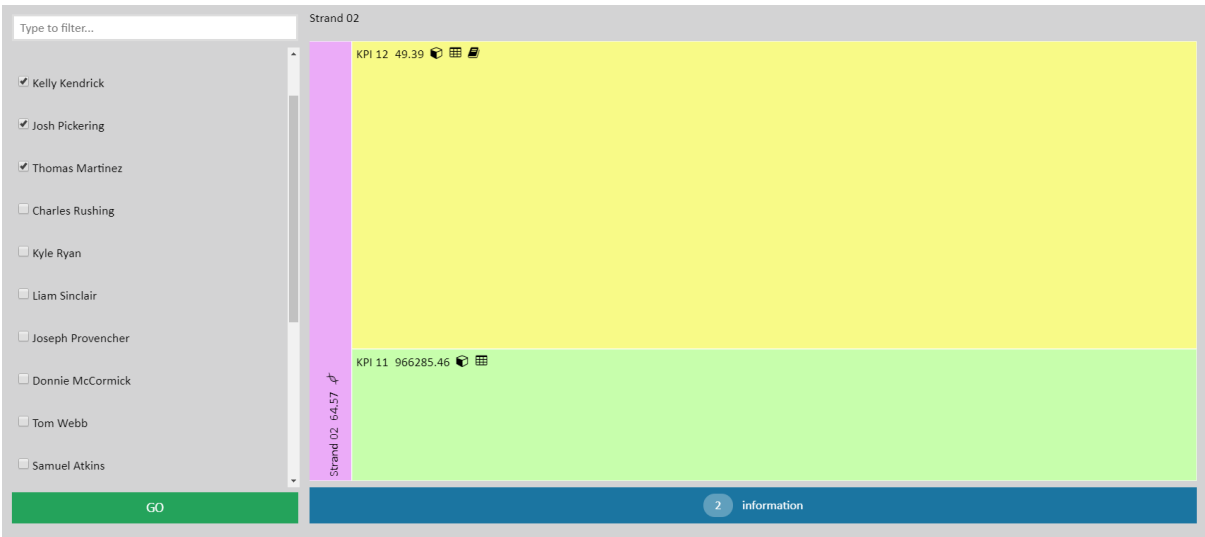 Type to filter...
Kelly Kendrick
Josh Pickering
Thomas Martinez
Charles Rushing
Kyle Ryan
Liam Sinclair
Joseph Provencher
Donnie McCormick
Tom Webb
Samuel Atkins
GO
Strand 02
KPI 12 49.39
KPI 11 966285.46
Strand 02 64.57
2 information